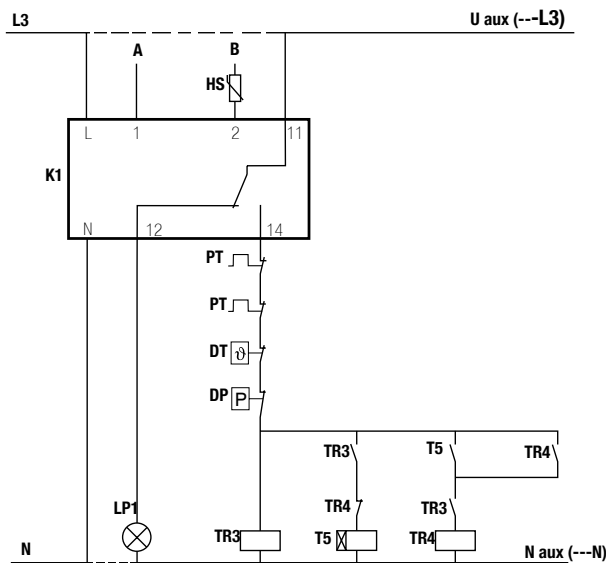 L3 U aux (---L3)
A B
HS
L 1 2 11
K1
N 12 14
PT
PT
DT ϑ
DP P
TR3 T5 TR4
TR4 TR3
LP1
TR3 T5 TR4
N N aux (---N)